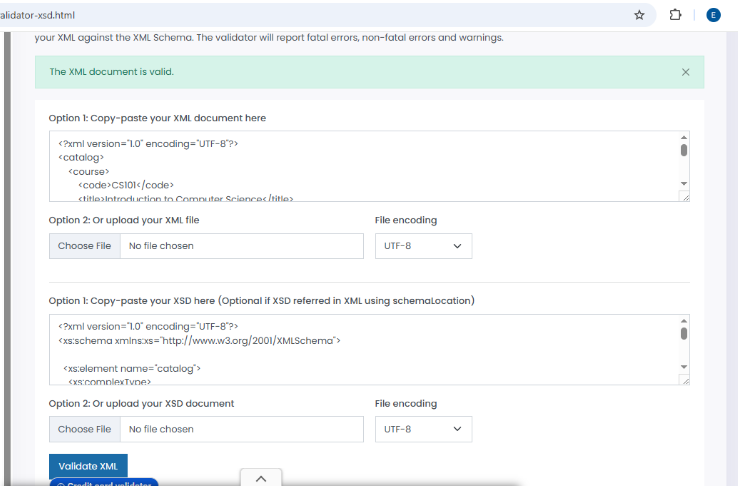 alidator-xsd.html
E
your XML against the XML Schema. The validator will report fatal errors, non-fatal errors and warnings.
The XML document is valid.
Option 1: Copy-paste your XML document here
<?xml version="1.0" encoding="UTF-8"?>
<catalog>
<course>
<code>CS101</code>
<title>Introduction to Computer Science</title>
Option 2: Or upload your XML file
File encoding
Choose File No file chosen
UTF-8
Option 1: Copy-paste your XSD here (Optional if XSD referred in XML using schemaLocation)
<?xml version="1.0" encoding="UTF-8"?>
<xs:schema xmlns:xs="http://www.w3.org/2001/XMLSchema">
<xs:element name="catalog">
<xs:complexType>
Option 2: Or upload your XSD document
File encoding
Choose File No file chosen
UTF-8
Validate XML
Credit card validator